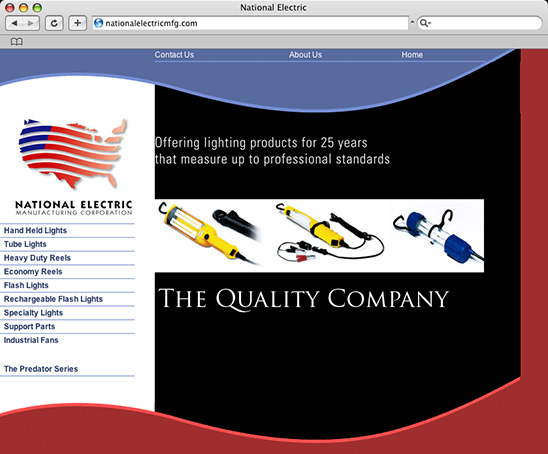 National Electric
nationalelectricmfg.com
Q
Contact Us
About Us
Home
Offering lighting products for 25 years
that measure up to professional standards
NATIONAL ELECTRIC
MANUFACTURING CORPORATION
Hand Held Lights
Tube Lights
Heavy Duty Reels
Economy Reels
Flash Lights
Rechargeable Flash Lights
Specialty Lights
Support Parts
Industrial Fans
The Predator Series
THE QUALITY COMPANY